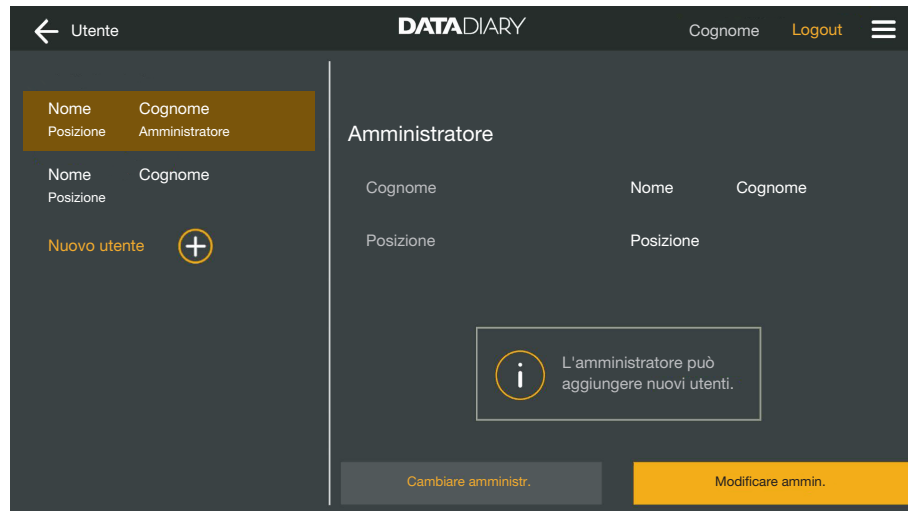 Utente
DATADIARY
Cognome Logout
Nome Cognome
Posizione Amministratore
Nome Cognome
Posizione
Nuovo utente
Amministratore
Cognome Nome Cognome
Posizione Posizione
L'amministratore può
aggiungere nuovi utenti.
Cambiare amministr.
Modificare ammin.